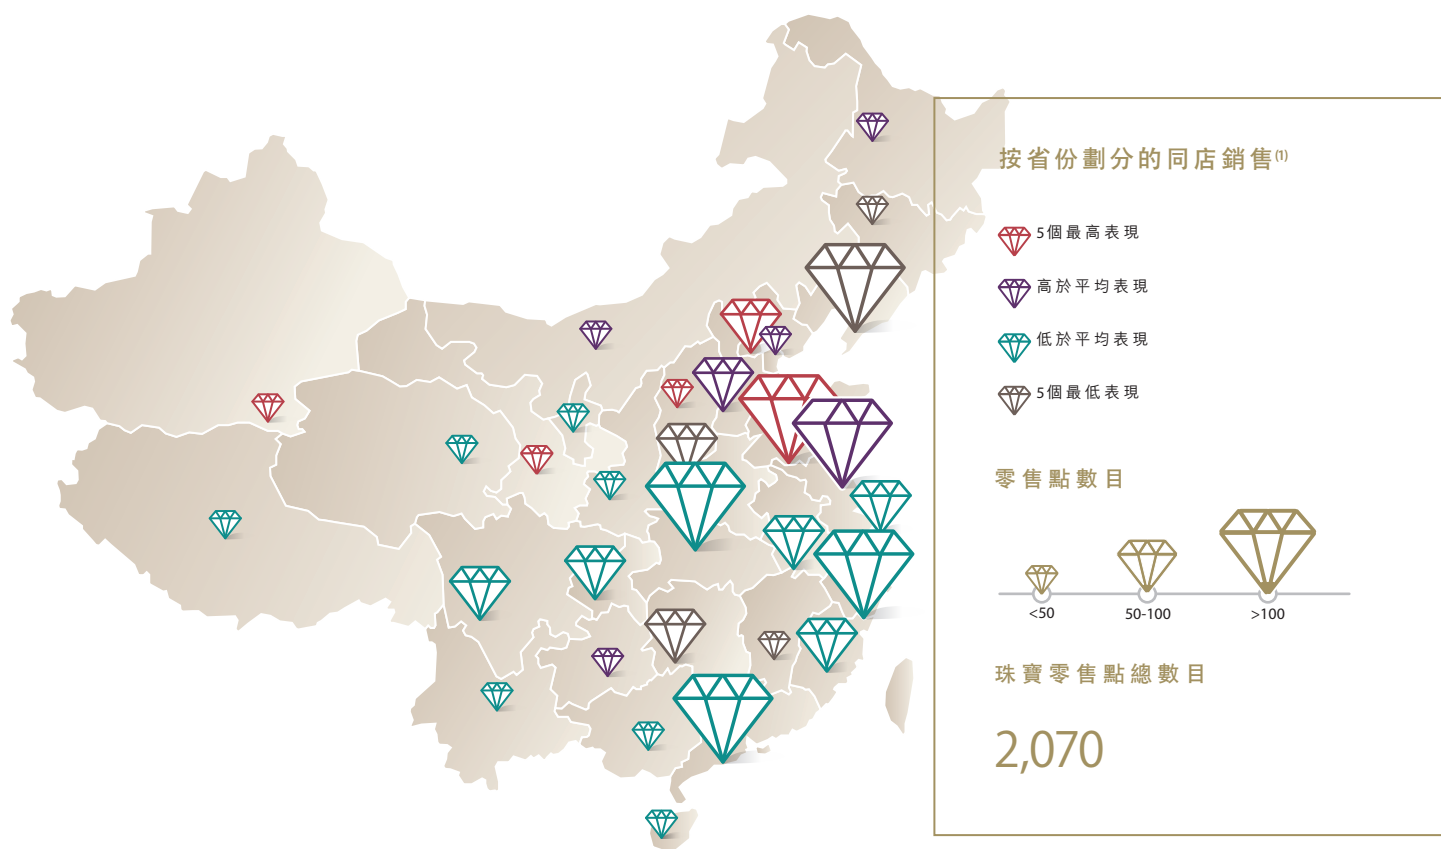 按省份劃分的同店銷售(1)
5個最高表現
高於平均表現
低於平均表現
5個最低表現
零售點數目
<50 50-100 >100
珠寶零售點總數目
2,070